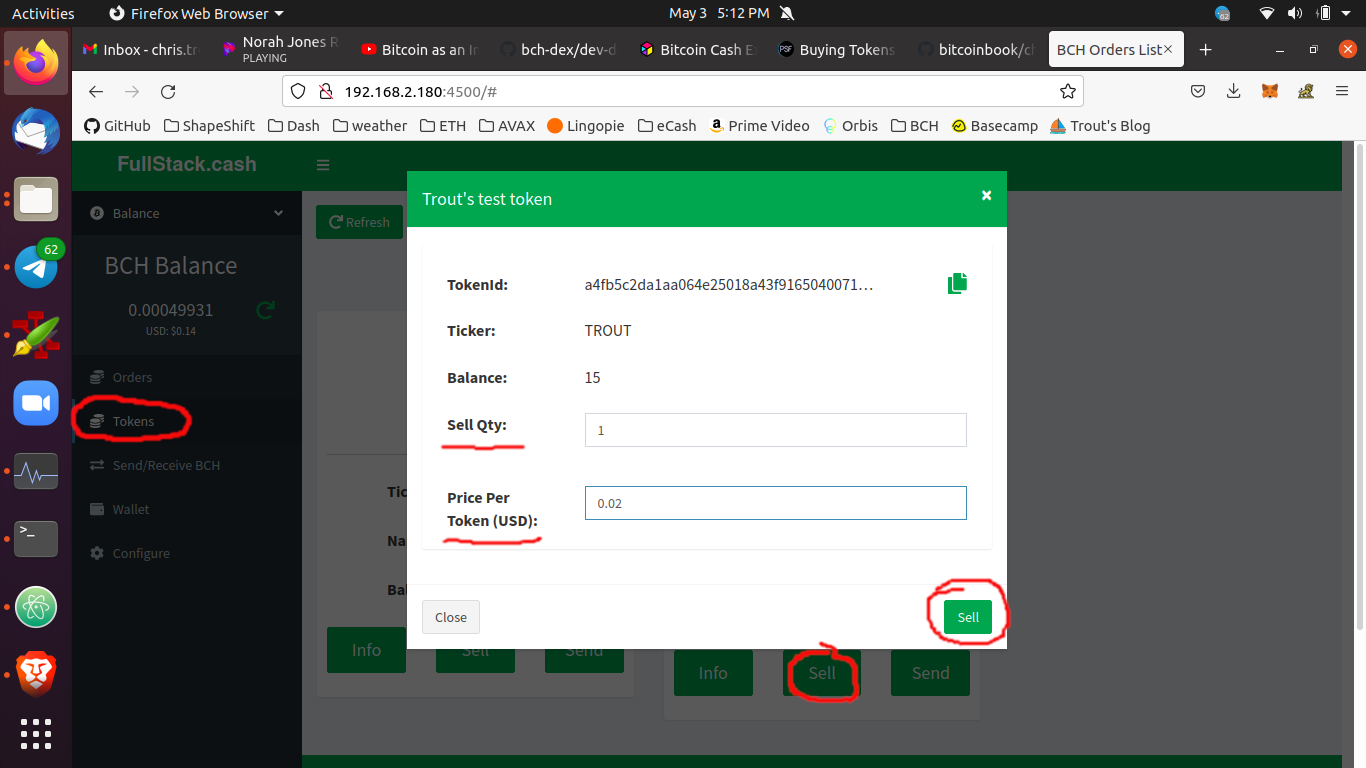 Activities Firefox Web Browser May 3 5:12 PM
02
Inbox - chris.tr
Norah Jones R
PLAYING
Bitcoin as an In
bch-dex/dev-d
Bitcoin Cash E
PSF Buying Tokens
bitcoinbook/ch
BCH Orders List
192.168.2.180:4500/#
GitHub ShapeShift Dash weather ETH AVAX Lingopie eCash Prime Video Orbis BCH Basecamp Trout's Blog
62
FullStack.cash
Balance
BCH Balance
0.00049931
USD: $0.14
Orders
Tokens
Send/Receive BCH
Wallet
Configure
Refresh
Trout's test token
TokenId: a4fb5c2da1aa064e25018a43f9165040071…
Ticker: TROUT
Balance: 15
Sell Qty: 1
Price Per
Token (USD): 0.02
Close Sell
Tic
Na
Bal
Info Sell Send
Info Sell Send